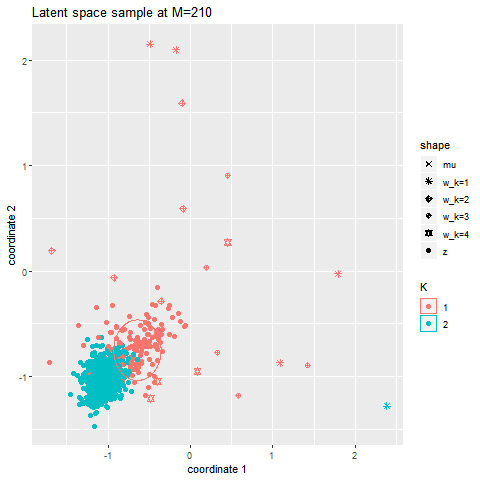 Latent space sample at M=210
2
1
0
-1
coordinate 2
-1
0
1
2
coordinate 1
shape
mu
w_k=1
w_k=2
w_k=3
w_k=4
z
K
1
2